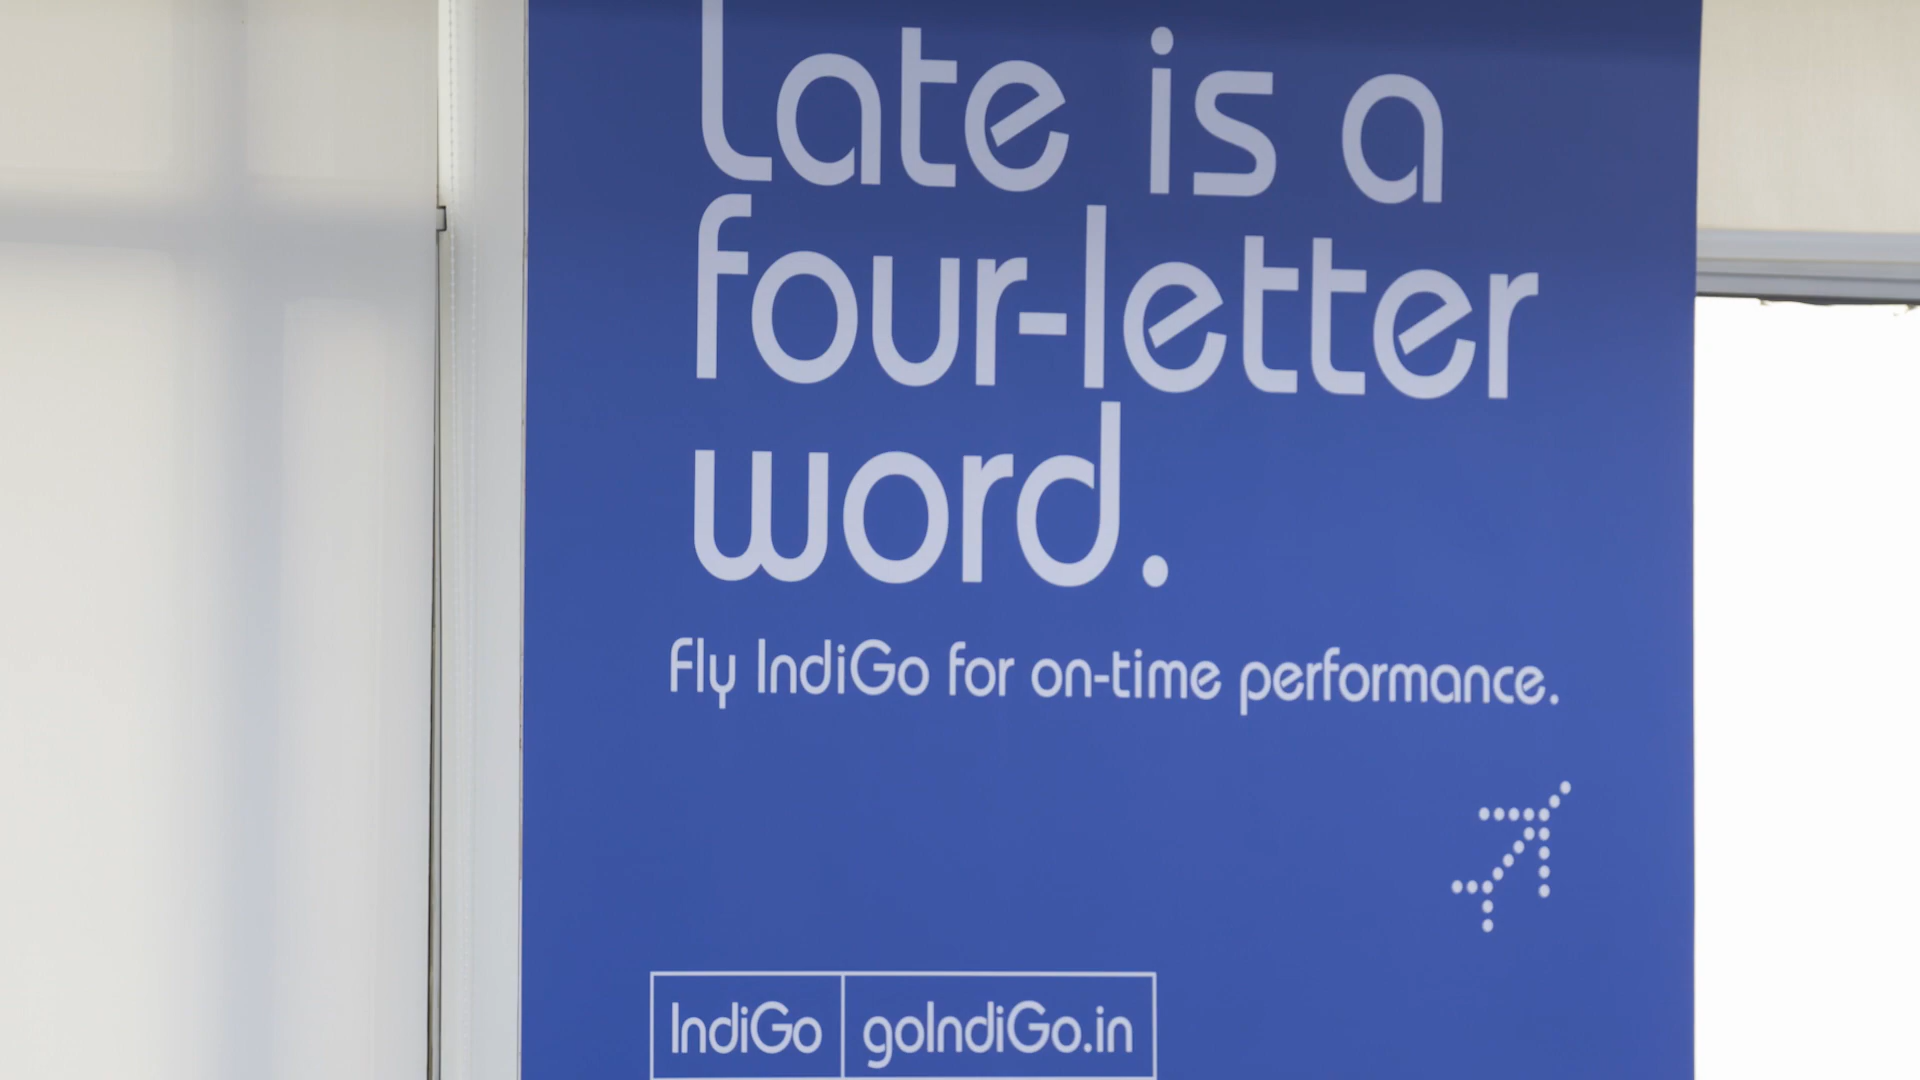 Late is a
four-letter
word.
Fly IndiGo for on-time performance.
IndiGo goIndiGo.in